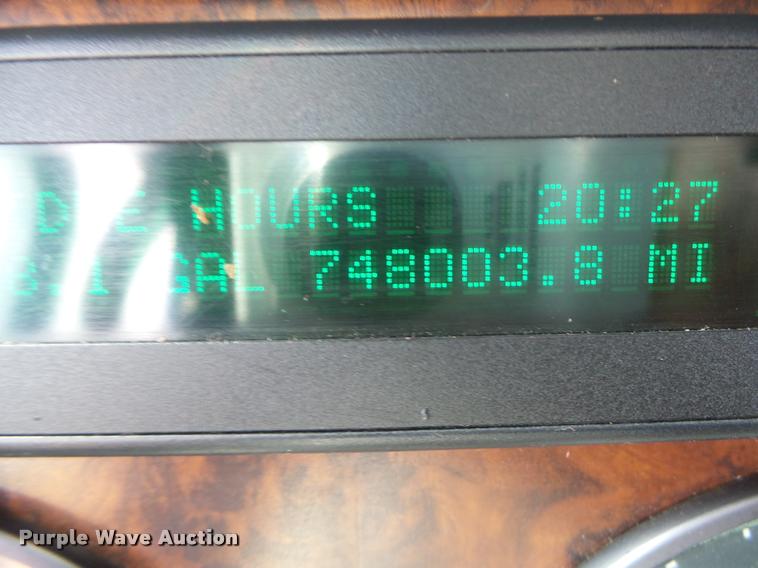 HOURS 20:27
GAL 748003.8 MI
Purple Wave Auction